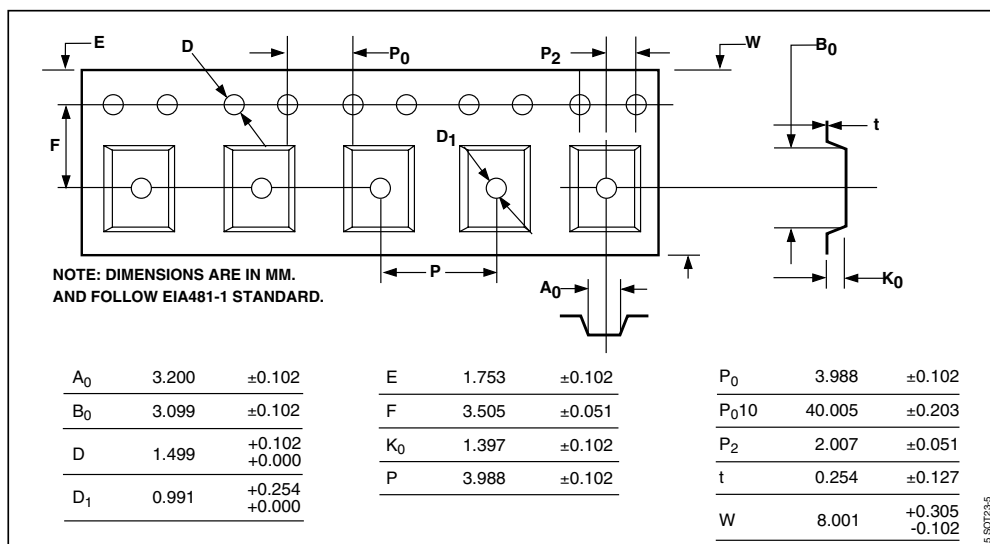 E
D
P0
P2
W
B0
t
F
D1
NOTE: DIMENSIONS ARE IN MM.
AND FOLLOW EIA481-1 STANDARD.
P
A0
K0
A0 3.200 ±0.102
B0 3.099 ±0.102
D 1.499 +0.102 +0.000
D1 0.991 +0.254 +0.000
E 1.753 ±0.102
F 3.505 ±0.051
K0 1.397 ±0.102
P 3.988 ±0.102
P0 3.988 ±0.102
P010 40.005 ±0.203
P2 2.007 ±0.051
t 0.254 ±0.127
W 8.001 +0.305 -0.102
5 SOT23-5